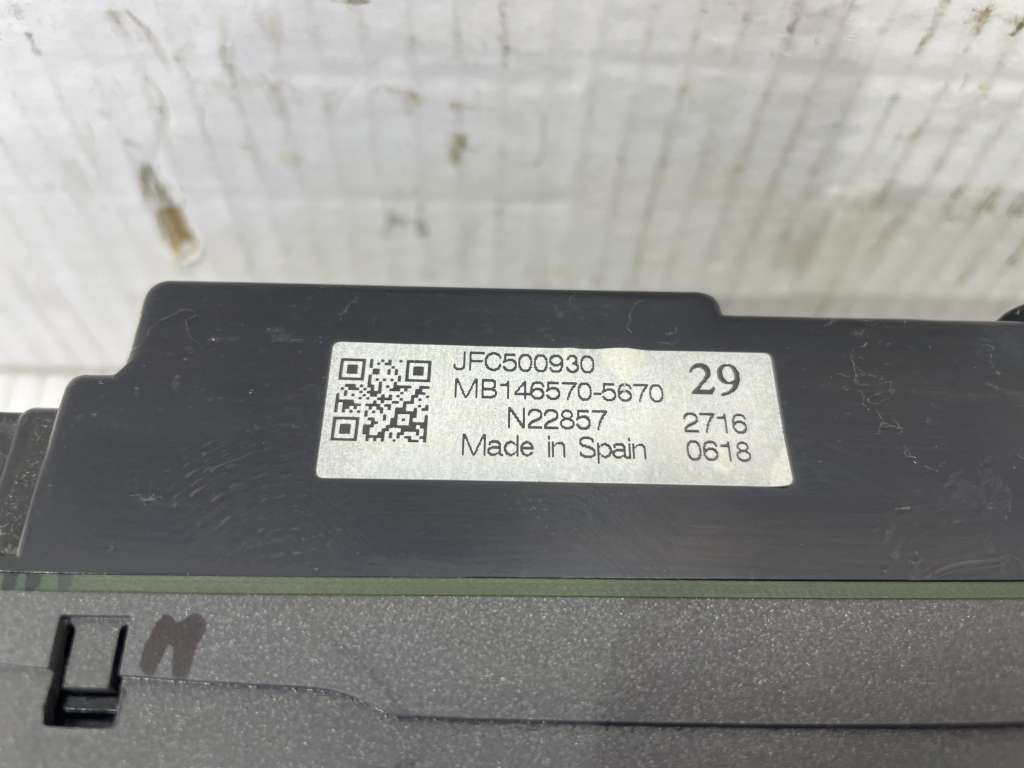 JFC500930
MB146570-5670 29
N22857 2716
Made in Spain 0618
M